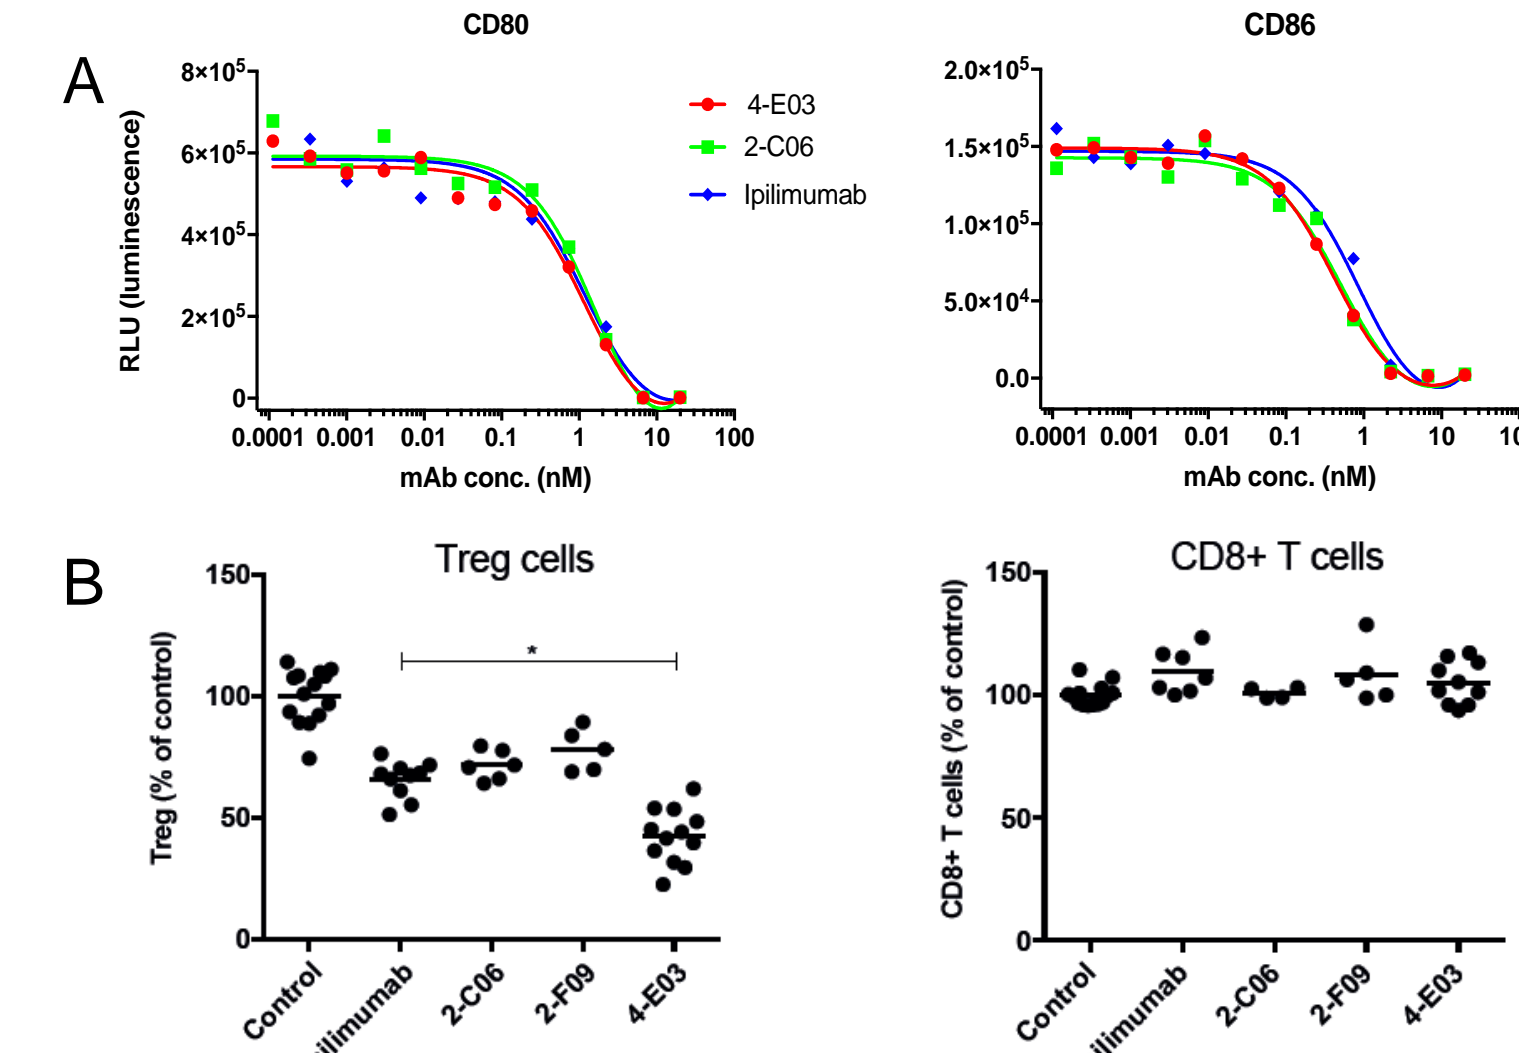 CD80
CD86
A
8×10⁵
6×10⁵
4×10⁵
2×10⁵
0
RLU (luminescence)
0.0001 0.001 0.01 0.1 1 10 100
mAb conc. (nM)
4-E03
2-C06
Ipilimumab
2.0×10⁵
1.5×10⁵
1.0×10⁵
5.0×10⁴
0.0
0.0001 0.001 0.01 0.1 1 10 10
mAb conc. (nM)
B
Treg cells
150
100
50
0
Treg (% of control)
*
Control
ilimumab
2-C06
2-F09
4-E03
CD8+ T cells
150
100
50
0
CD8+ T cells (% of control)
Control
ilimumab
2-C06
2-F09
4-E03